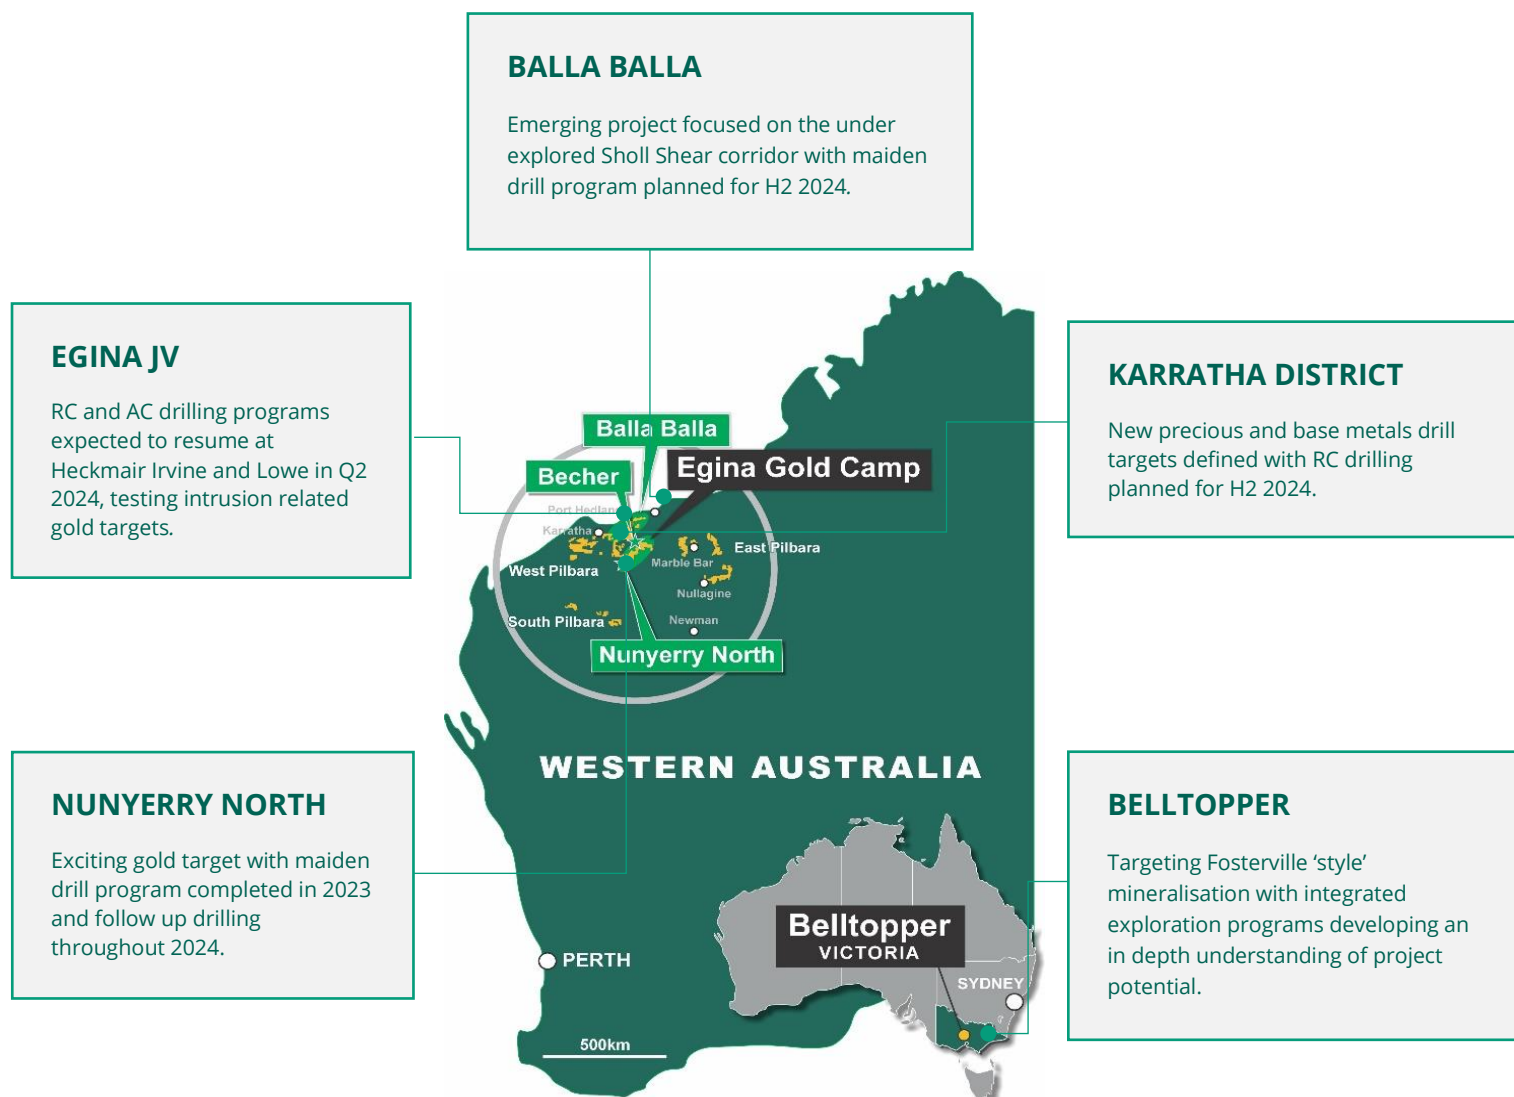 BALLA BALLA
Emerging project focused on the under
explored Sholl Shear corridor with maiden
drill program planned for H2 2024.
EGINA JV
RC and AC drilling programs
expected to resume at
Heckmair Irvine and Lowe in Q2
2024, testing intrusion related
gold targets.
KARRATHA DISTRICT
New precious and base metals drill
targets defined with RC drilling
planned for H2 2024.
Balla Balla
Egina Gold Camp
Becher
Port Hedland
Karratha
East Pilbara
Marble Bar
West Pilbara
Nullagine
South Pilbara
Newman
Nunyerry North
WESTERN AUSTRALIA
NUNYERRY NORTH
Exciting gold target with maiden
drill program completed in 2023
and follow up drilling
throughout 2024.
BELLTOPPER
Targeting Fosterville ‘style’
mineralisation with integrated
exploration programs developing an
in depth understanding of project
potential.
Belltopper
VICTORIA
PERTH
SYDNEY
500km